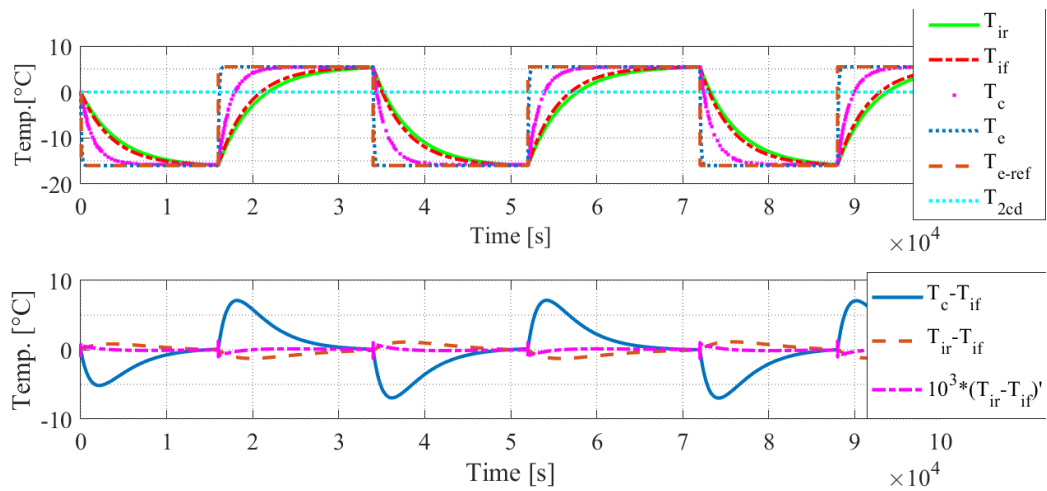 Temp.[°C]
10
0
-10
-20
0
1
2
3
4
5
6
7
8
9
Time [s]
×10^4
T_ir
T_if
T_c
T_e
T_e-ref
T_2cd
Temp. [°C]
10
0
-10
0
1
2
3
4
5
6
7
8
9
10
Time [s]
×10^4
T_c-T_if
T_ir-T_if
10^3*(T_ir-T_if)'